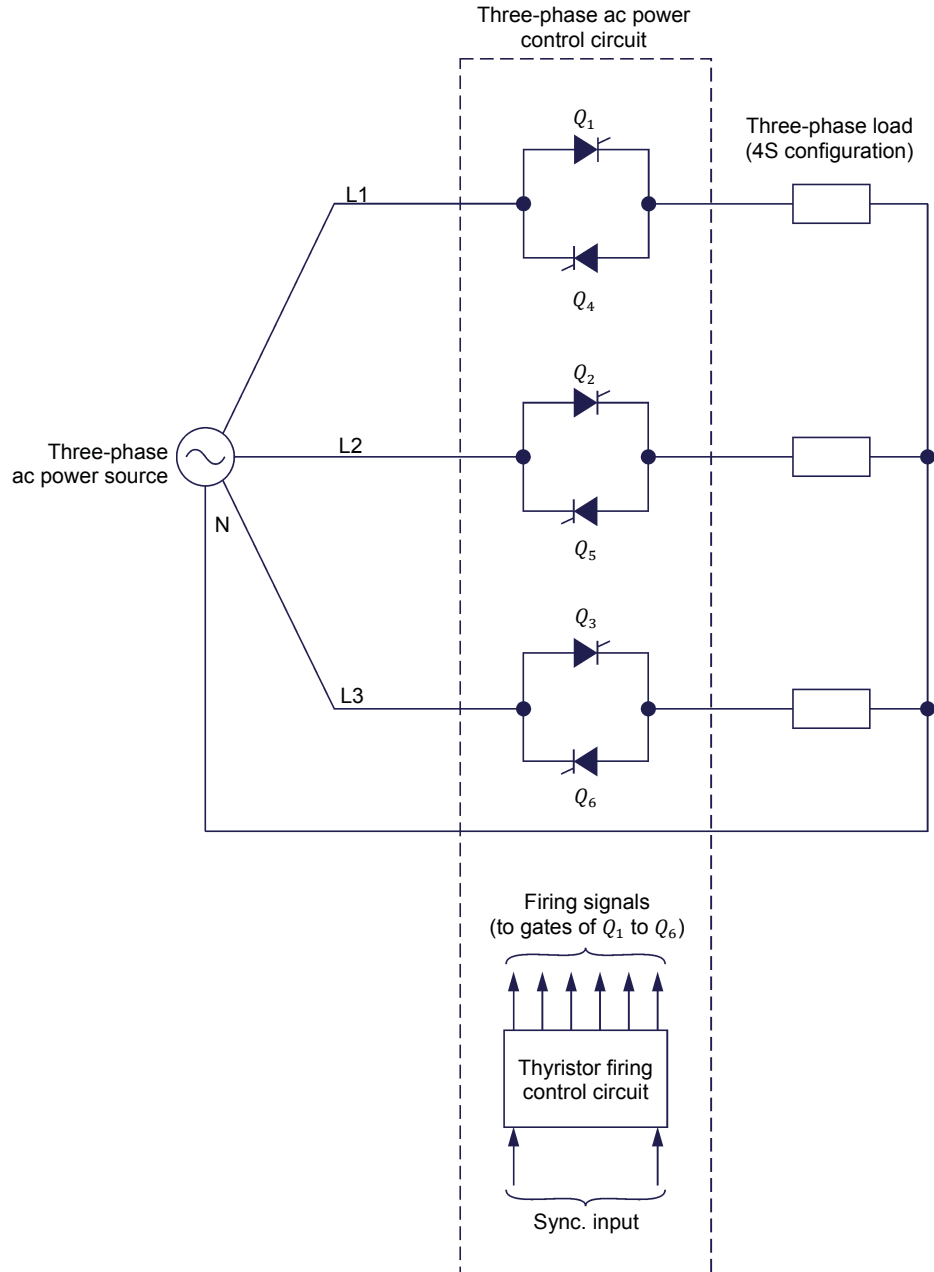 Three-phase ac power
control circuit
Q₁
Three-phase load
(4S configuration)
L1
Q₄
Q₂
Three-phase
ac power source
L2
N
Q₅
Q₃
L3
Q₆
Firing signals
(to gates of Q₁ to Q₆)
Thyristor firing
control circuit
Sync. input